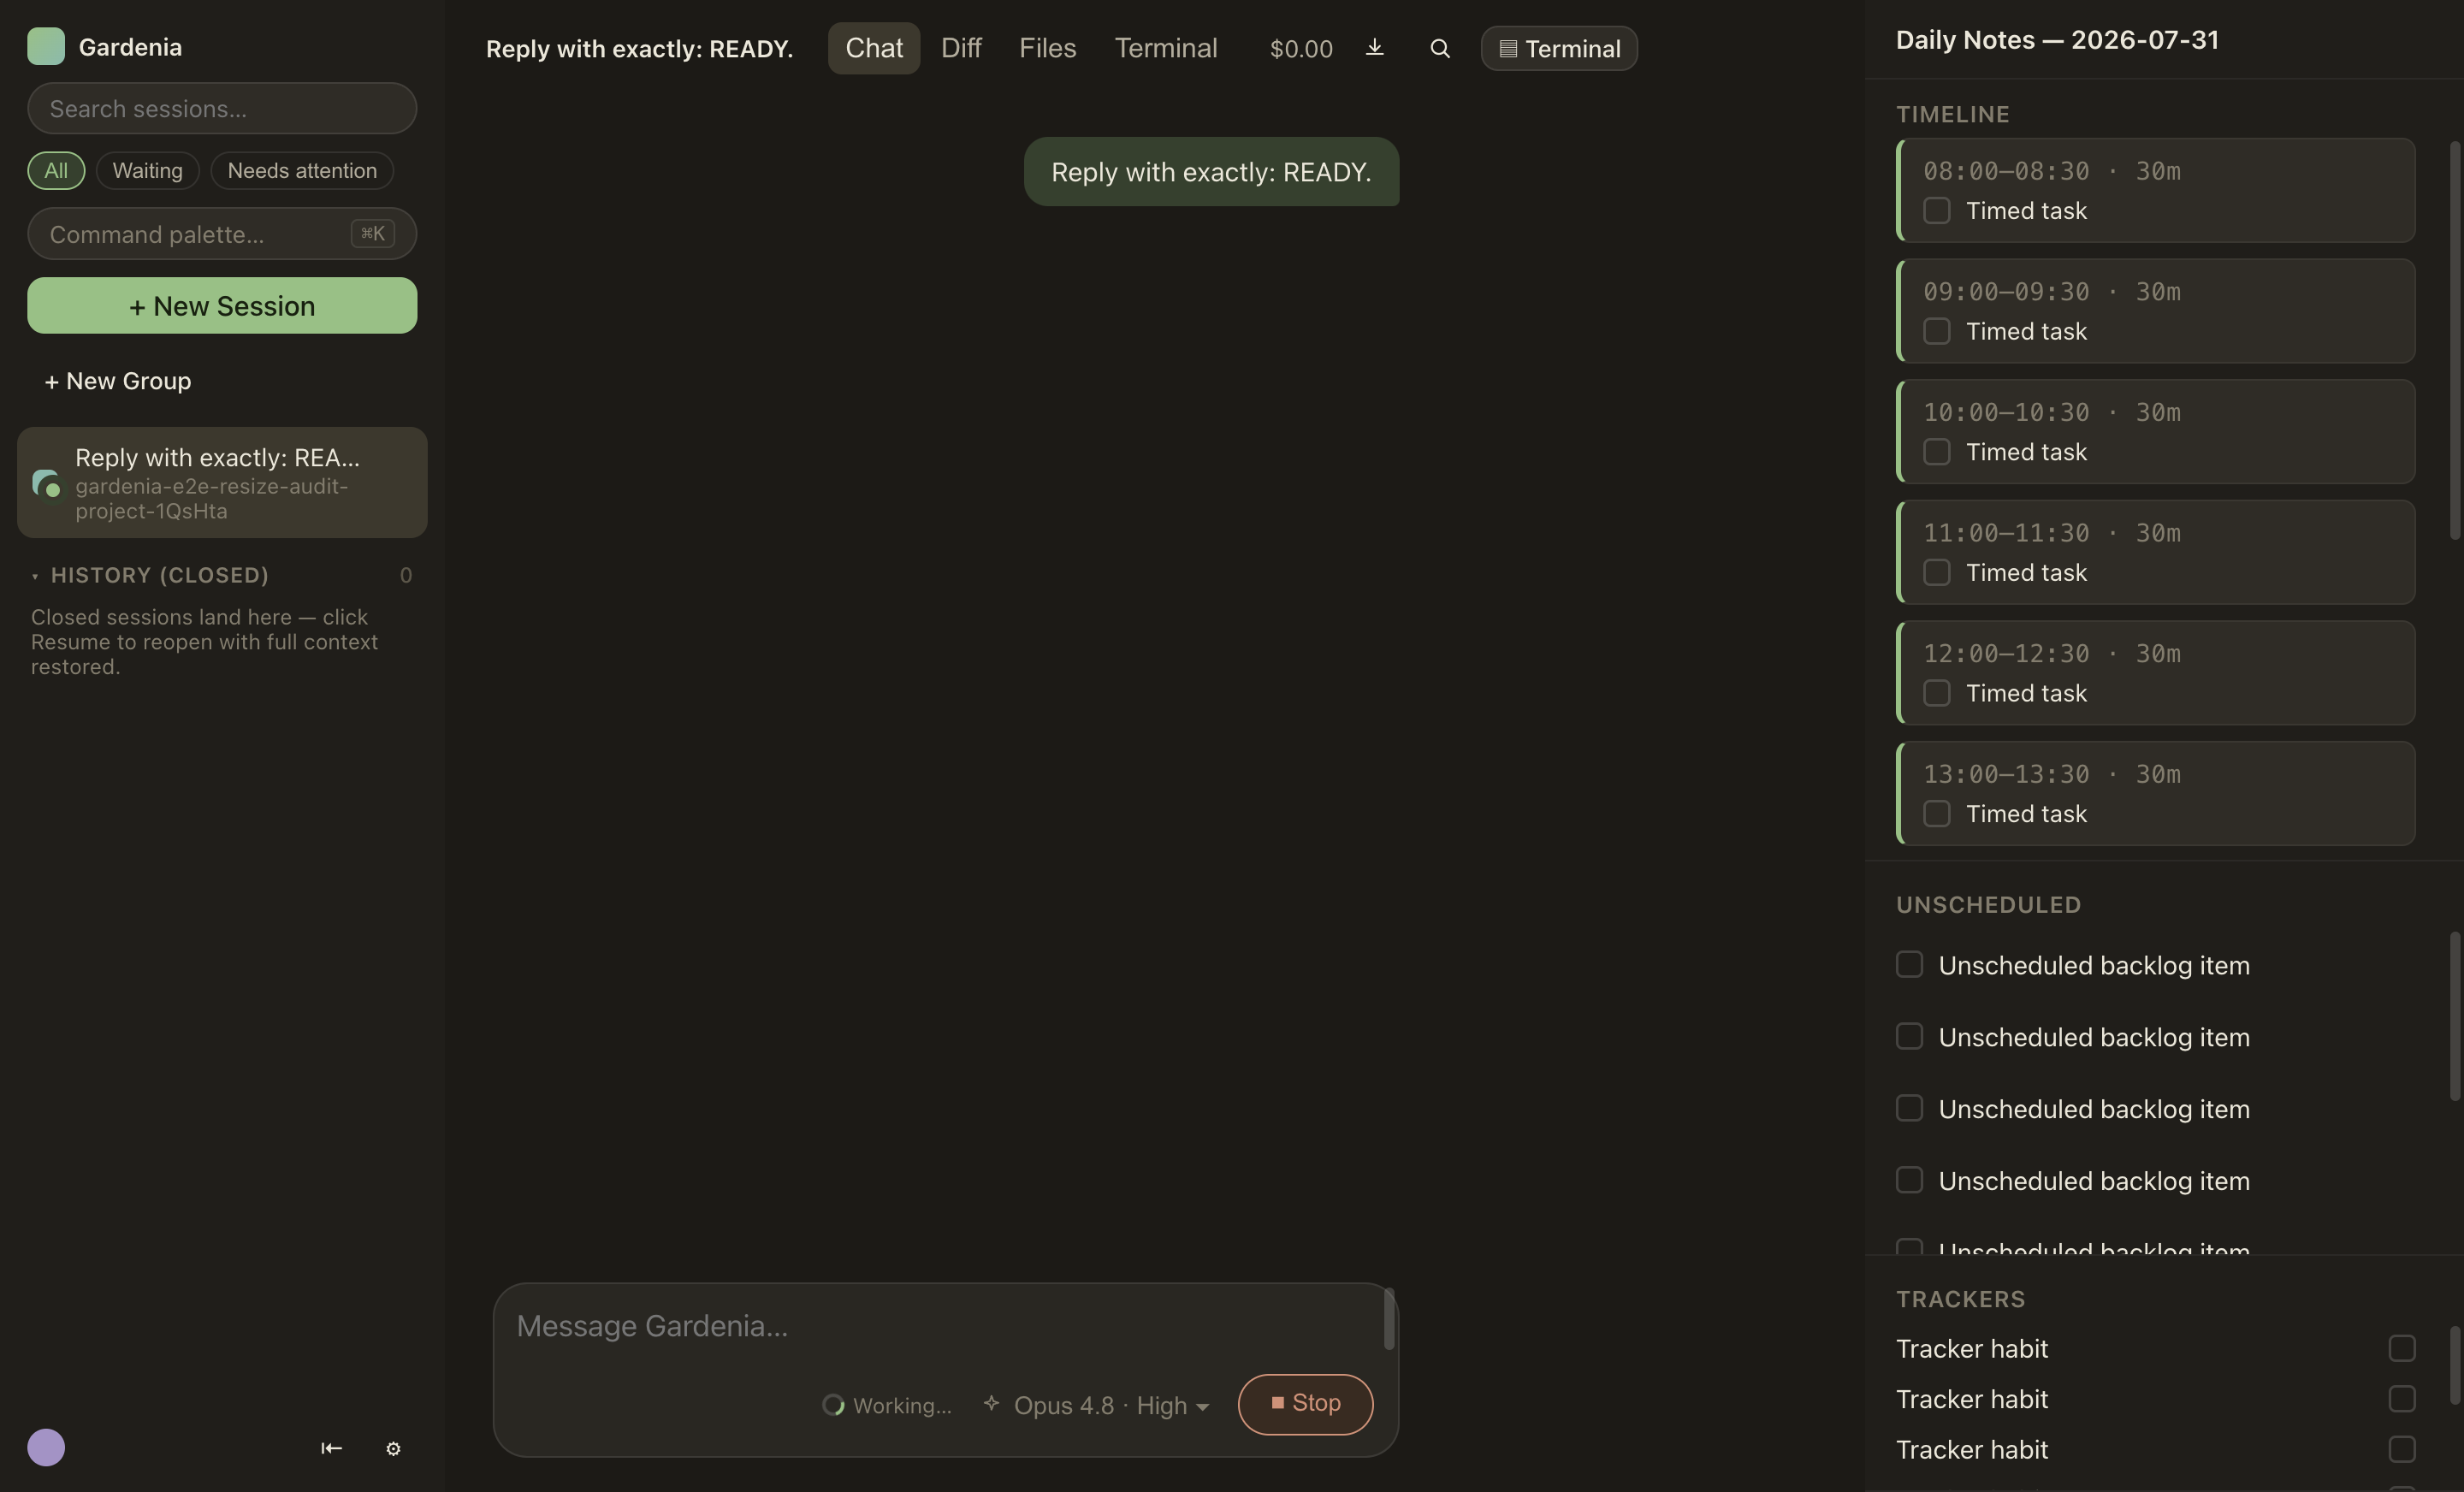 Gardenia
Search sessions...
All
Waiting
Needs attention
Command palette...
⌘K
+ New Session
+ New Group
Reply with exactly: REA...
gardenia-e2e-resize-audit-
project-1QsHta
HISTORY (CLOSED)
0
Closed sessions land here — click
Resume to reopen with full context
restored.
Reply with exactly: READY.
Chat
Diff
Files
Terminal
$0.00
Terminal
Reply with exactly: READY.
Message Gardenia...
Working...
Opus 4.8 · High
Stop
Daily Notes — 2026-07-31
TIMELINE
08:00–08:30 · 30m
Timed task
09:00–09:30 · 30m
Timed task
10:00–10:30 · 30m
Timed task
11:00–11:30 · 30m
Timed task
12:00–12:30 · 30m
Timed task
13:00–13:30 · 30m
Timed task
UNSCHEDULED
Unscheduled backlog item
Unscheduled backlog item
Unscheduled backlog item
Unscheduled backlog item
Unscheduled backlog item
TRACKERS
Tracker habit
Tracker habit
Tracker habit